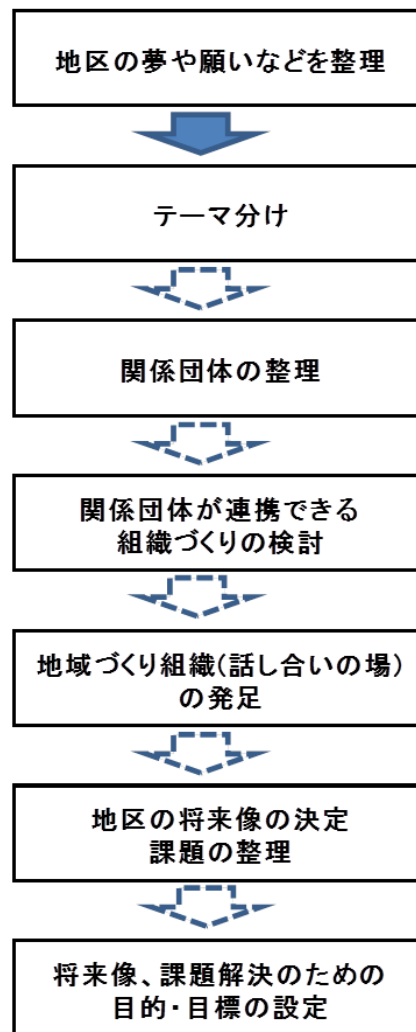 地区の夢や願いなどを整理
テーマ分け
関係団体の整理
関係団体が連携できる
組織づくりの検討
地域づくり組織(話し合いの場)
の発足
地区の将来像の決定
課題の整理
将来像、課題解決のための
目的・目標の設定